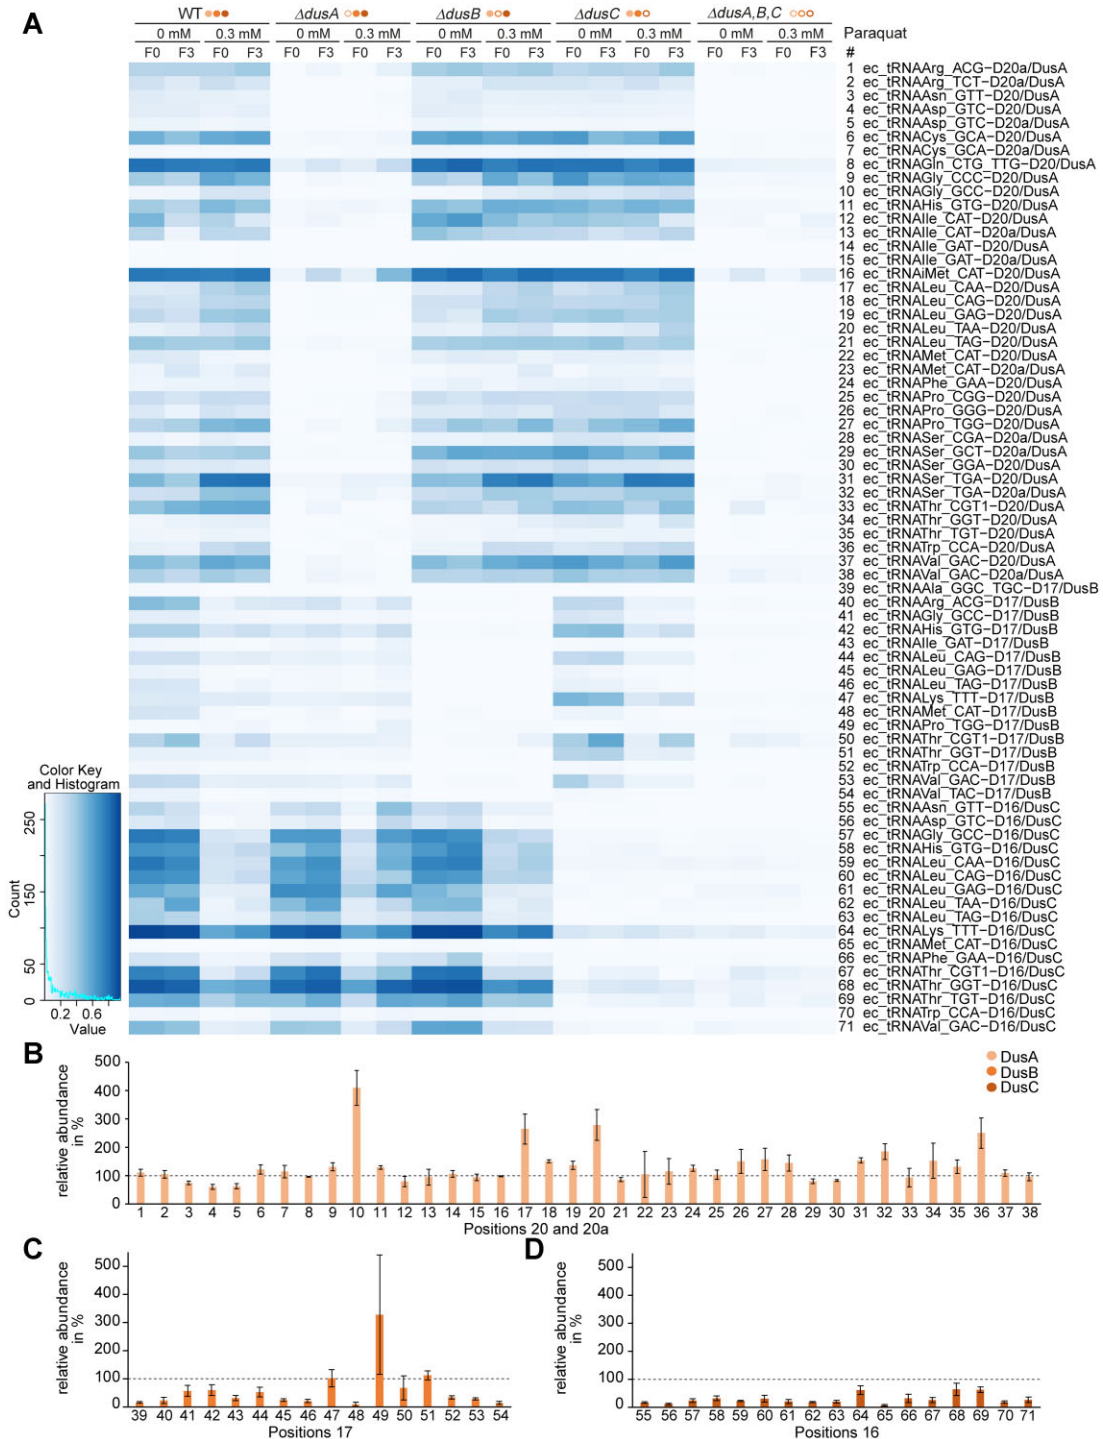 A
WT ΔdusA ΔdusB ΔdusC ΔdusA,B,C
0 mM 0.3 mM 0 mM 0.3 mM 0 mM 0.3 mM 0 mM 0.3 mM 0 mM 0.3 mM Paraquat
F0 F3 F0 F3 F0 F3 F0 F3 F0 F3 F0 F3 F0 F3 F0 F3 F0 F3 F0 F3 #
1 ec_tRNAArg_ACG−D20a/DusA
2 ec_tRNAArg_TCT−D20a/DusA
3 ec_tRNAAsn_GTT−D20/DusA
4 ec_tRNAAsp_GTC−D20/DusA
5 ec_tRNAAsp_GTC−D20a/DusA
6 ec_tRNACys_GCA−D20/DusA
7 ec_tRNACys_GCA−D20a/DusA
8 ec_tRNAGln_CTG_TTG−D20/DusA
9 ec_tRNAGly_CCC−D20/DusA
10 ec_tRNAGly_GCC−D20/DusA
11 ec_tRNAHis_GTG−D20/DusA
12 ec_tRNAIle_CAT−D20/DusA
13 ec_tRNAIle_CAT−D20a/DusA
14 ec_tRNAIle_GAT−D20/DusA
15 ec_tRNAIle_GAT−D20a/DusA
16 ec_tRNAiMet_CAT−D20/DusA
17 ec_tRNALeu_CAA−D20/DusA
18 ec_tRNALeu_CAG−D20/DusA
19 ec_tRNALeu_GAG−D20/DusA
20 ec_tRNALeu_TAA−D20/DusA
21 ec_tRNALeu_TAG−D20/DusA
22 ec_tRNAMet_CAT−D20/DusA
23 ec_tRNAMet_CAT−D20a/DusA
24 ec_tRNAPhe_GAA−D20/DusA
25 ec_tRNAPro_CGG−D20/DusA
26 ec_tRNAPro_GGG−D20/DusA
27 ec_tRNAPro_TGG−D20/DusA
28 ec_tRNASer_CGA−D20a/DusA
29 ec_tRNASer_GCT−D20a/DusA
30 ec_tRNASer_GGA−D20/DusA
31 ec_tRNASer_TGA−D20/DusA
32 ec_tRNASer_TGA−D20a/DusA
33 ec_tRNAThr_CGT1−D20/DusA
34 ec_tRNAThr_GGT−D20/DusA
35 ec_tRNAThr_TGT−D20/DusA
36 ec_tRNATrp_CCA−D20/DusA
37 ec_tRNAVal_GAC−D20/DusA
38 ec_tRNAVal_GAC−D20a/DusA
39 ec_tRNAAla_GGC_TGC−D17/DusB
40 ec_tRNAArg_ACG−D17/DusB
41 ec_tRNAGly_GCC−D17/DusB
42 ec_tRNAHis_GTG−D17/DusB
43 ec_tRNAIle_GAT−D17/DusB
44 ec_tRNALeu_CAG−D17/DusB
45 ec_tRNALeu_GAG−D17/DusB
46 ec_tRNALeu_TAG−D17/DusB
47 ec_tRNALys_TTT−D17/DusB
48 ec_tRNAMet_CAT−D17/DusB
49 ec_tRNAPro_TGG−D17/DusB
50 ec_tRNAThr_CGT1−D17/DusB
51 ec_tRNAThr_GGT−D17/DusB
52 ec_tRNATrp_CCA−D17/DusB
53 ec_tRNAVal_GAC−D17/DusB
54 ec_tRNAVal_TAC−D17/DusB
55 ec_tRNAAsn_GTT−D16/DusC
56 ec_tRNAAsp_GTC−D16/DusC
57 ec_tRNAGly_GCC−D16/DusC
58 ec_tRNAHis_GTG−D16/DusC
59 ec_tRNALeu_CAA−D16/DusC
60 ec_tRNALeu_CAG−D16/DusC
61 ec_tRNALeu_GAG−D16/DusC
62 ec_tRNALeu_TAA−D16/DusC
63 ec_tRNALeu_TAG−D16/DusC
64 ec_tRNALys_TTT−D16/DusC
65 ec_tRNAMet_CAT−D16/DusC
66 ec_tRNAPhe_GAA−D16/DusC
67 ec_tRNAThr_CGT1−D16/DusC
68 ec_tRNAThr_GGT−D16/DusC
69 ec_tRNAThr_TGT−D16/DusC
70 ec_tRNATrp_CCA−D16/DusC
71 ec_tRNAVal_GAC−D16/DusC
Color Key
and Histogram
Count
0 50 150 250
0.2 0.6
Value
B
relative abundance
in %
500
400
300
200
100
0
DusA
DusB
DusC
1 2 3 4 5 6 7 8 9 10 11 12 13 14 15 16 17 18 19 20 21 22 23 24 25 26 27 28 29 30 31 32 33 34 35 36 37 38
Positions 20 and 20a
C
relative abundance
in %
500
400
300
200
100
0
39 40 41 42 43 44 45 46 47 48 49 50 51 52 53 54
Positions 17
D
relative abundance
in %
500
400
300
200
100
0
55 56 57 58 59 60 61 62 63 64 65 66 67 68 69 70 71
Positions 16